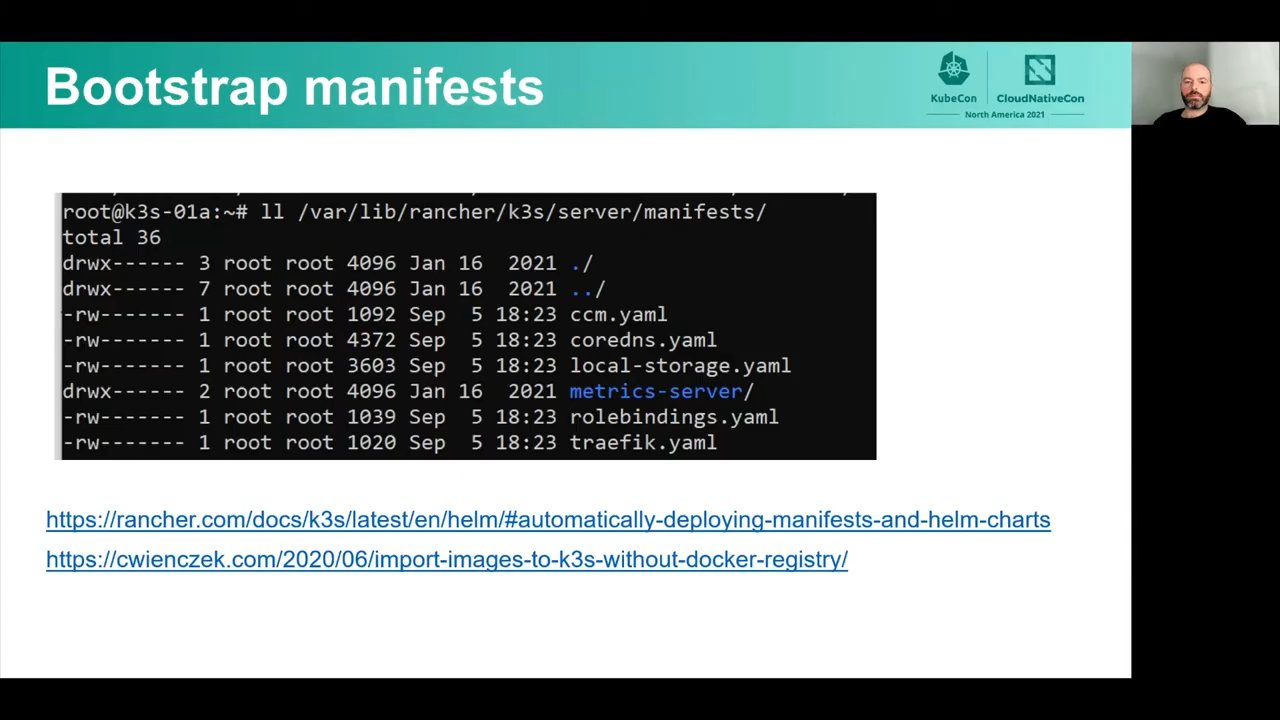 Bootstrap manifests
KubeCon
CloudNativeCon
North America 2021
root@k3s-01a:~# ll /var/lib/rancher/k3s/server/manifests/
total 36
drwx------ 3 root root 4096 Jan 16  2021 ./
drwx------ 7 root root 4096 Jan 16  2021 ../
-rw------- 1 root root 1092 Sep  5 18:23 ccm.yaml
-rw------- 1 root root 4372 Sep  5 18:23 coredns.yaml
-rw------- 1 root root 3603 Sep  5 18:23 local-storage.yaml
drwx------ 2 root root 4096 Jan 16  2021 metrics-server/
-rw------- 1 root root 1039 Sep  5 18:23 rolebindings.yaml
-rw------- 1 root root 1020 Sep  5 18:23 traefik.yaml
https://rancher.com/docs/k3s/latest/en/helm/#automatically-deploying-manifests-and-helm-charts
https://cwienczek.com/2020/06/import-images-to-k3s-without-docker-registry/